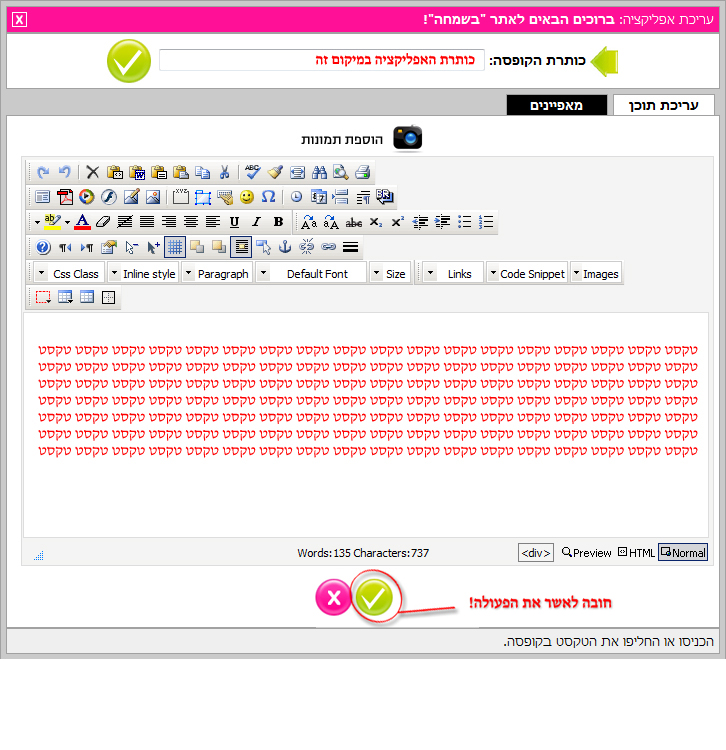 עריכת אפליקציה: ברוכים הבאים לאתר "בשמחה"!
X
כותרת הקופסה:
כותרת האפליקציה במיקום זה
עריכת תוכן
מאפיינים
הוספת תמונות
Css Class Inline style Paragraph Default Font Size Links Code Snippet Images
טקסט טקסט טקסט טקסט טקסט טקסט טקסט טקסט טקסט טקסט טקסט טקסט טקסט טקסט טקסט טקסט טקסט טקסט
טקסט טקסט טקסט טקסט טקסט טקסט טקסט טקסט טקסט טקסט טקסט טקסט טקסט טקסט טקסט טקסט טקסט טקסט
טקסט טקסט טקסט טקסט טקסט טקסט טקסט טקסט טקסט טקסט טקסט טקסט טקסט טקסט טקסט טקסט טקסט טקסט
טקסט טקסט טקסט טקסט טקסט טקסט טקסט טקסט טקסט טקסט טקסט טקסט טקסט טקסט טקסט טקסט טקסט טקסט
טקסט טקסט טקסט טקסט טקסט טקסט טקסט טקסט טקסט טקסט טקסט טקסט טקסט טקסט טקסט טקסט טקסט טקסט
טקסט טקסט טקסט טקסט טקסט טקסט טקסט טקסט טקסט טקסט טקסט טקסט טקסט טקסט טקסט טקסט טקסט טקסט
טקסט טקסט טקסט טקסט טקסט טקסט טקסט טקסט טקסט טקסט טקסט טקסט טקסט טקסט טקסט טקסט טקסט טקסט
Words:135 Characters:737
<div> Preview HTML Normal
חובה לאשר את הפעולה!
הכניסו או החליפו את הטקסט בקופסה.